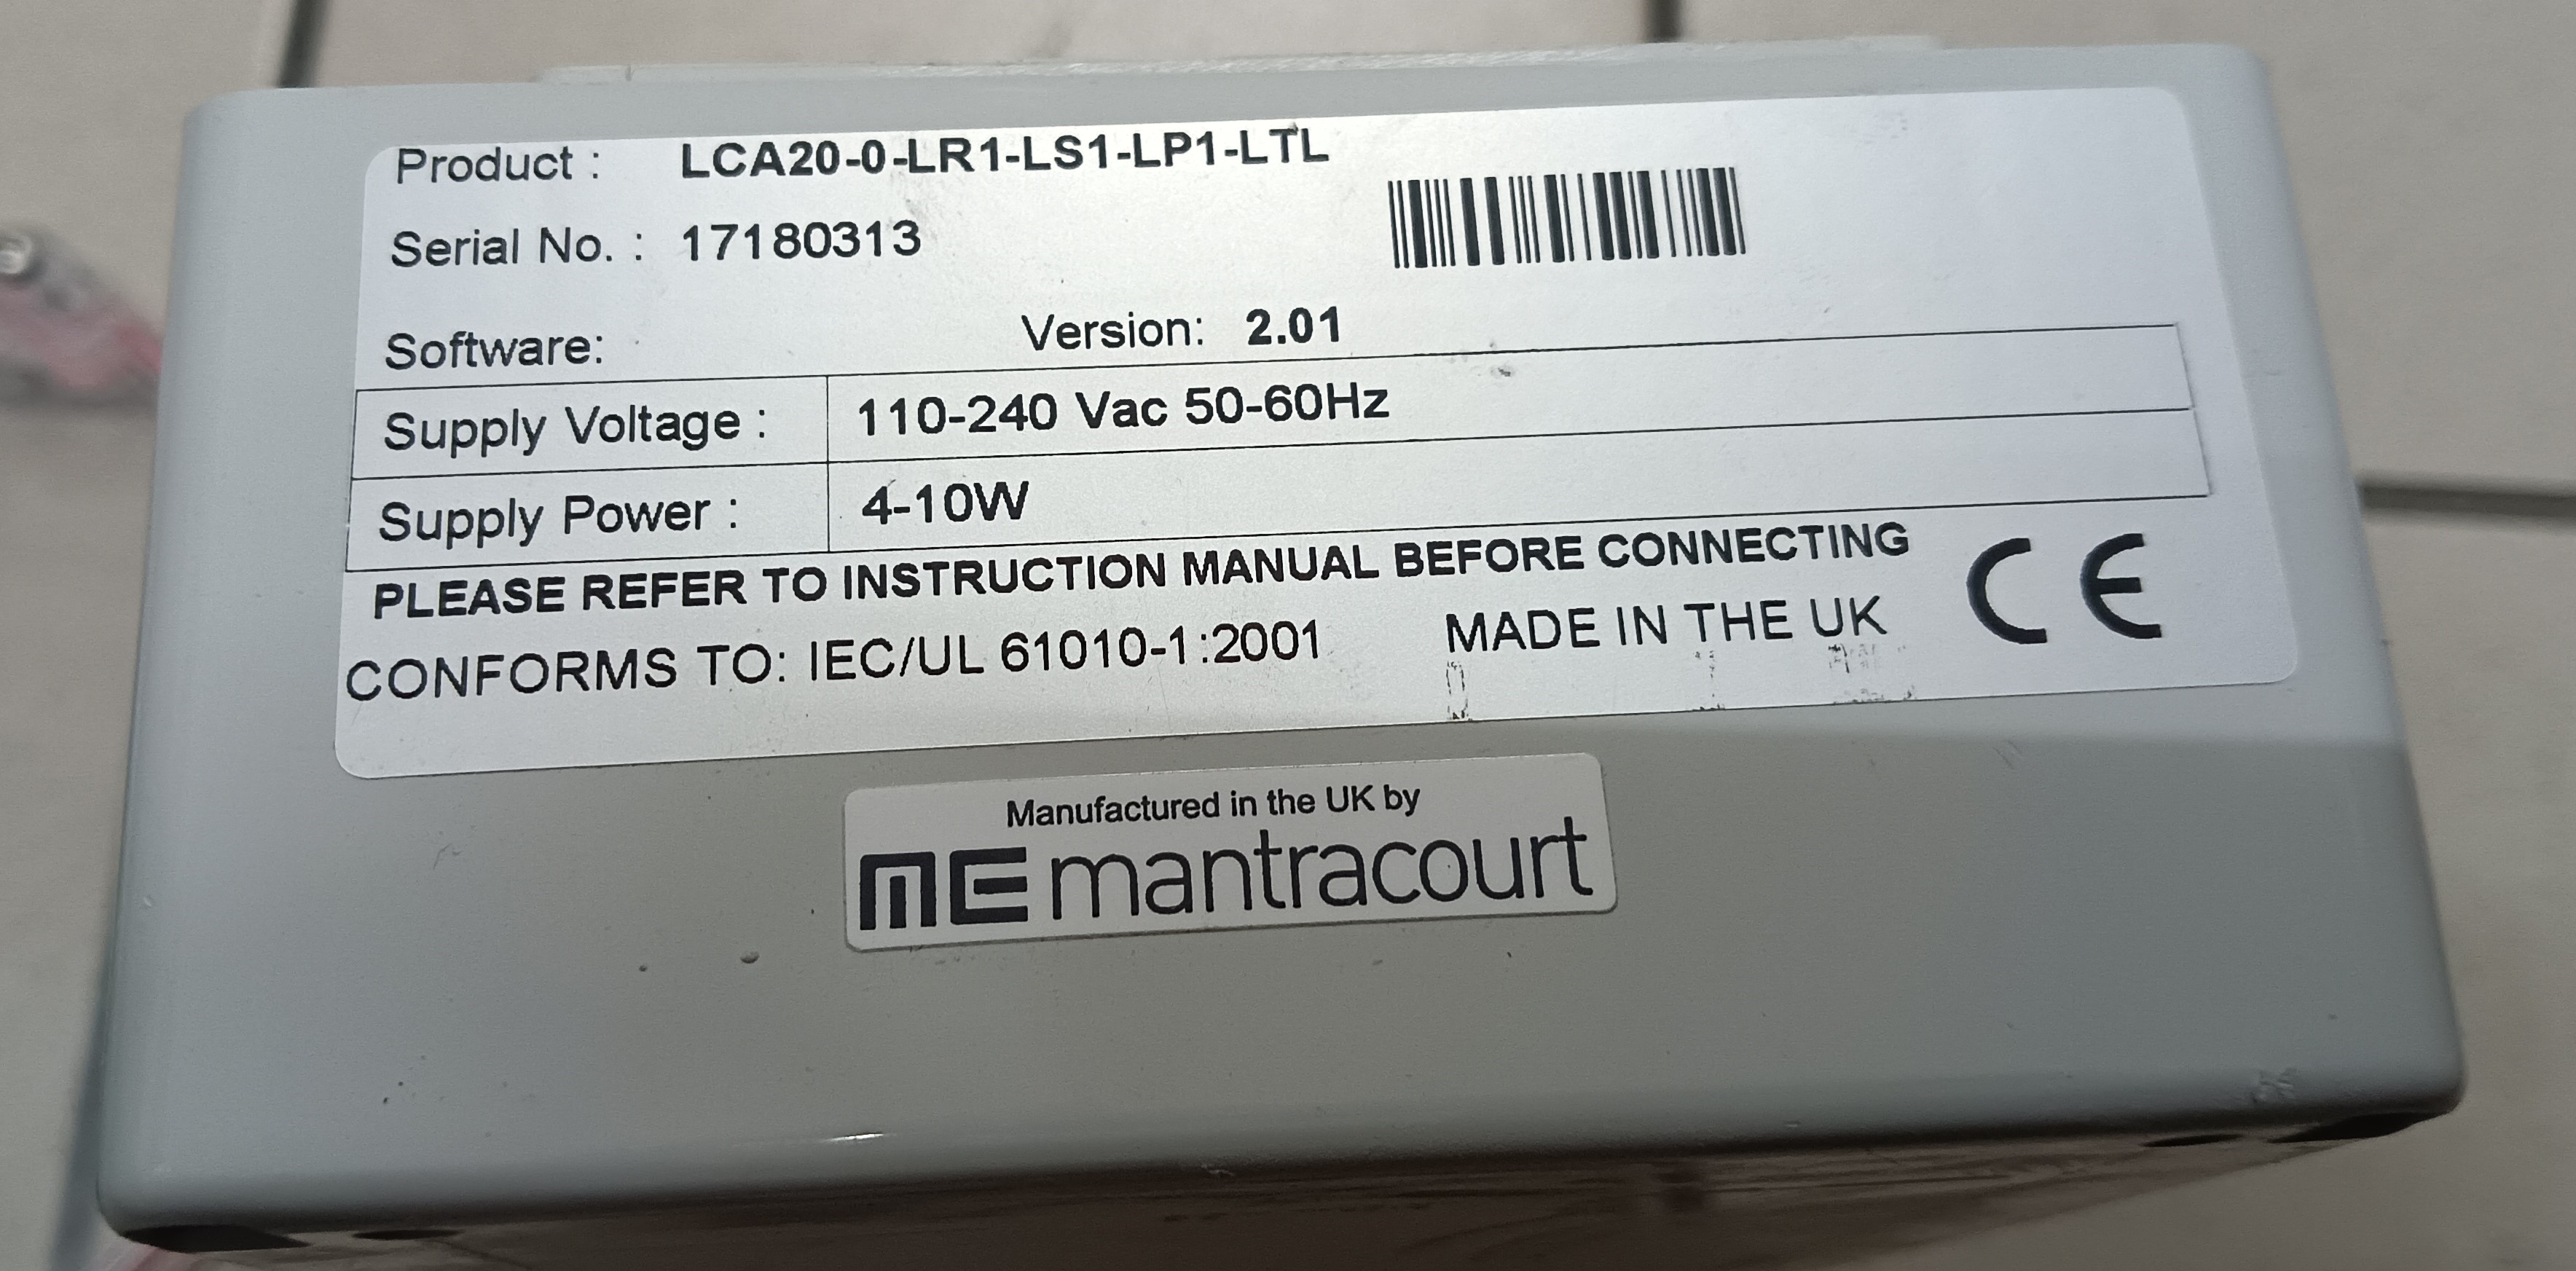 Product : LCA20-0-LR1-LS1-LP1-LTL
Serial No. : 17180313
Software: Version: 2.01
Supply Voltage : 110-240 Vac 50-60Hz
Supply Power : 4-10W
PLEASE REFER TO INSTRUCTION MANUAL BEFORE CONNECTING
CONFORMS TO: IEC/UL 61010-1:2001 MADE IN THE UK CE
Manufactured in the UK by
ME mantracourt